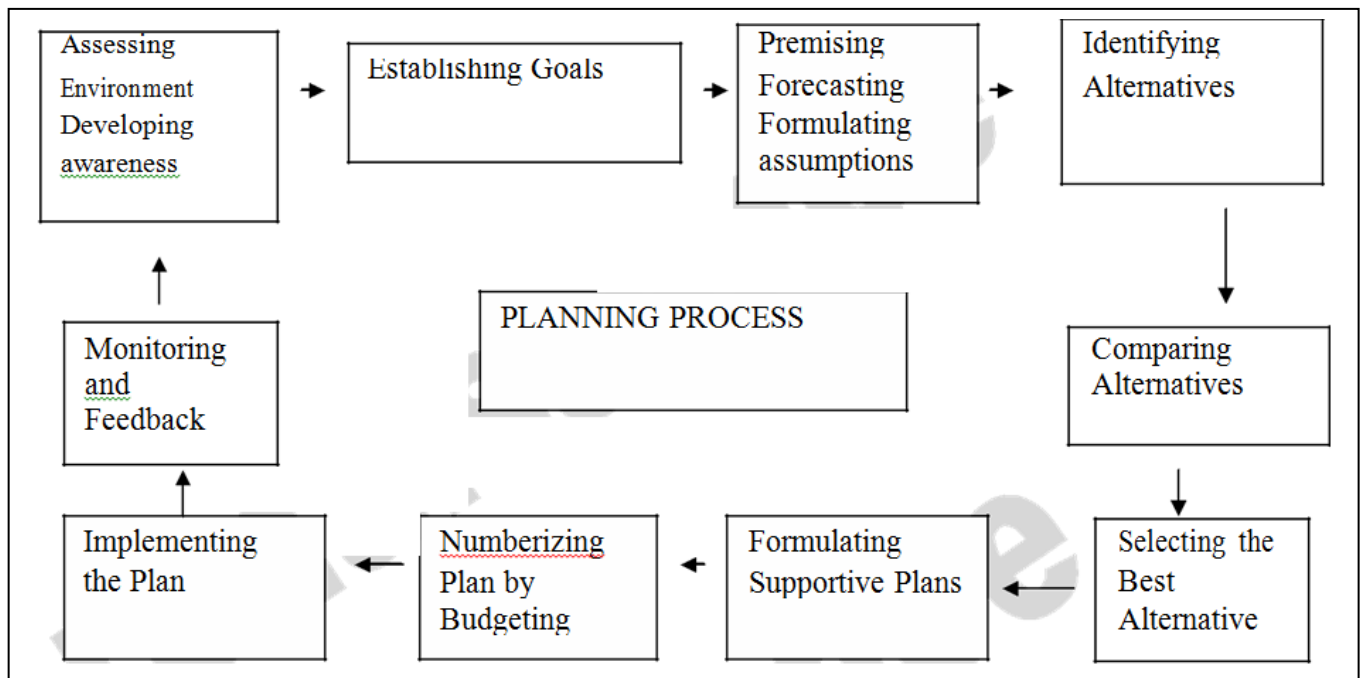 Assessing
Environment
Developing
awareness
Establishing Goals
Premising
Forecasting
Formulating
assumptions
Identifying
Alternatives
PLANNING PROCESS
Monitoring
and
Feedback
Comparing
Alternatives
Implementing
the Plan
Numberizing
Plan by
Budgeting
Formulating
Supportive Plans
Selecting the
Best
Alternative